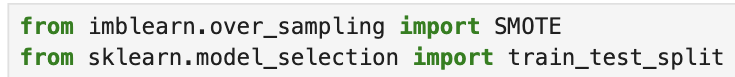 from imblearn.over_sampling import SMOTE
from sklearn.model_selection import train_test_split